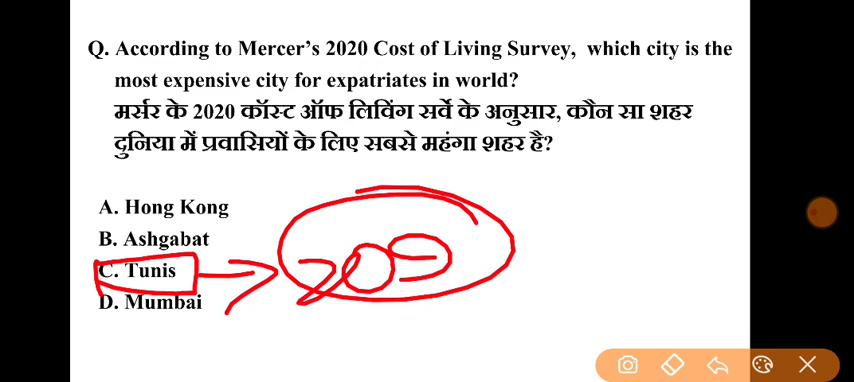 Q. According to Mercer's 2020 Cost of Living Survey, which city is the
most expensive city for expatriates in world?
मर्सर के 2020 कॉस्ट ऑफ लिविंग सर्वे के अनुसार, कौन सा शहर
दुनिया में प्रवासियों के लिए सबसे महंगा शहर है?
A. Hong Kong
B. Ashgabat
C. Tunis
209
D. Mumbai